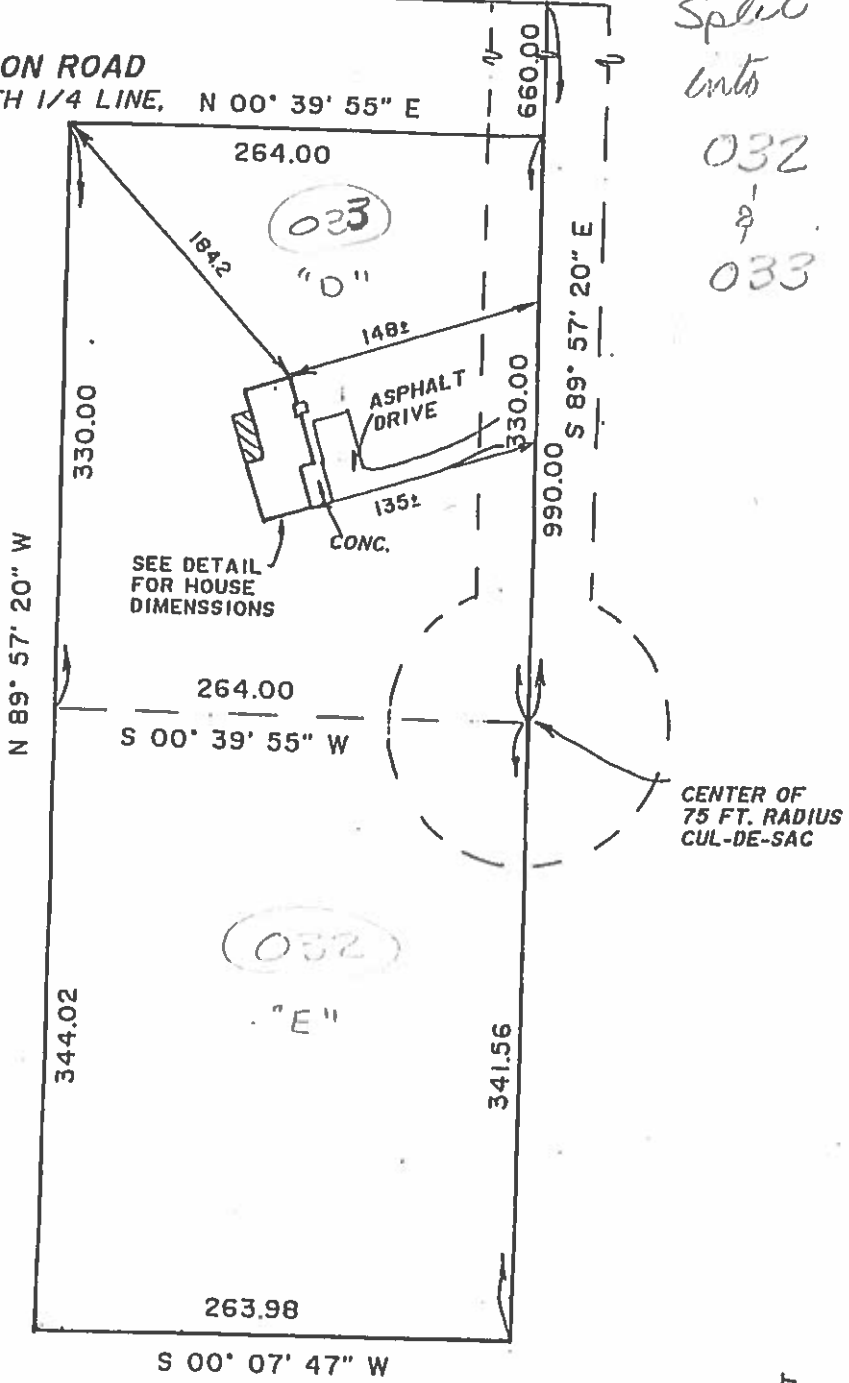 Split
into
032
&
033
ON ROAD
TH 1/4 LINE, N 00° 39' 55" E
660.00
264.00
033
"D"
184.2
148±
S 89° 57' 20" E
ASPHALT
DRIVE
330.00
330.00
990.00
135±
CONC.
SEE DETAIL
FOR HOUSE
DIMENSSIONS
N 89° 57' 20" W
264.00
S 00° 39' 55" W
CENTER OF
75 FT. RADIUS
CUL-DE-SAC
032
"E"
344.02
341.56
263.98
S 00° 07' 47" W